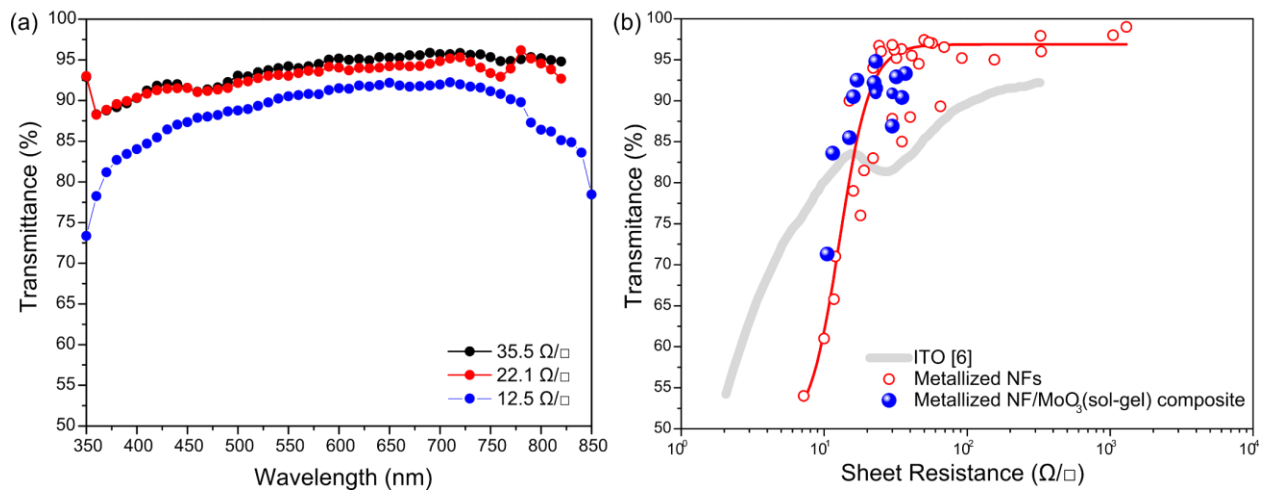 (a)
100
95
90
85
80
75
70
65
60
55
50
Transmittance (%)
350 400 450 500 550 600 650 700 750 800 850
Wavelength (nm)
35.5 Ω/□
22.1 Ω/□
12.5 Ω/□
(b)
100
95
90
85
80
75
70
65
60
55
50
Transmitanc (%)
10⁰ 10¹ 10² 10³ 10⁴
Sheet Resistance (Ω/□)
ITO [6]
Metallized NFs
Metallized NF/MoO₃(sol-gel) composite